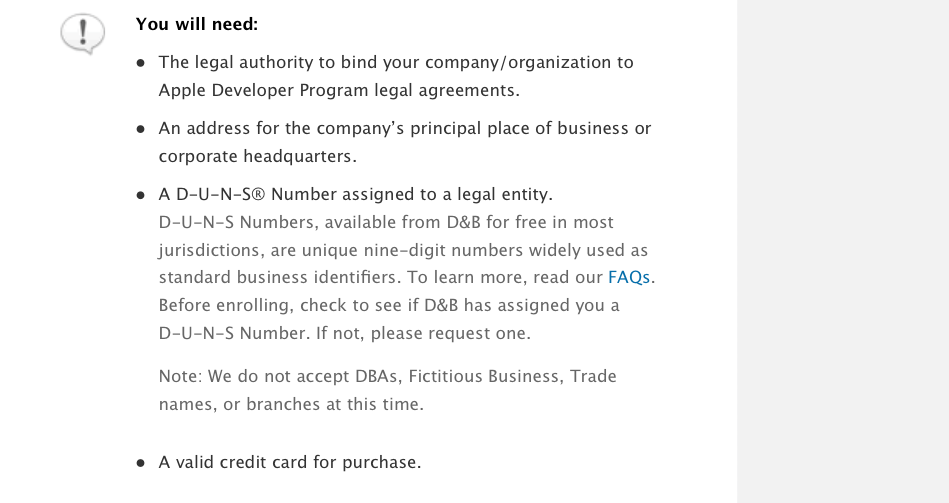 You will need:
The legal authority to bind your company/organization to
Apple Developer Program legal agreements.
An address for the company's principal place of business or
corporate headquarters.
A D-U-N-S® Number assigned to a legal entity.
D-U-N-S Numbers, available from D&B for free in most
jurisdictions, are unique nine-digit numbers widely used as
standard business identifiers. To learn more, read our FAQs.
Before enrolling, check to see if D&B has assigned you a
D-U-N-S Number. If not, please request one.
Note: We do not accept DBAs, Fictitious Business, Trade
names, or branches at this time.
A valid credit card for purchase.